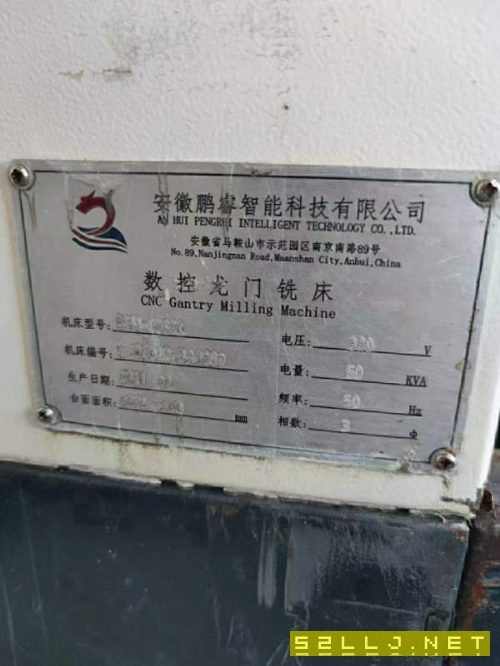 安徽鹏睿智能科技有限公司
AN HUI PENGRUI INTELLIGENT TECHNOLOGY CO.,LTD.
安徽省马鞍山市示范园区南京南路89号
No.89,Nanjingnan Road,Maanshan City,Anhui,China
数控龙门铣床
CNC Gantry Milling Machine
机床型号:
电压: 380 V
机床编号:
电量: 50 KVA
生产日期:
频率: 50 Hz
台面面积: mm
相数: 3 Φ
52LLJ.NET